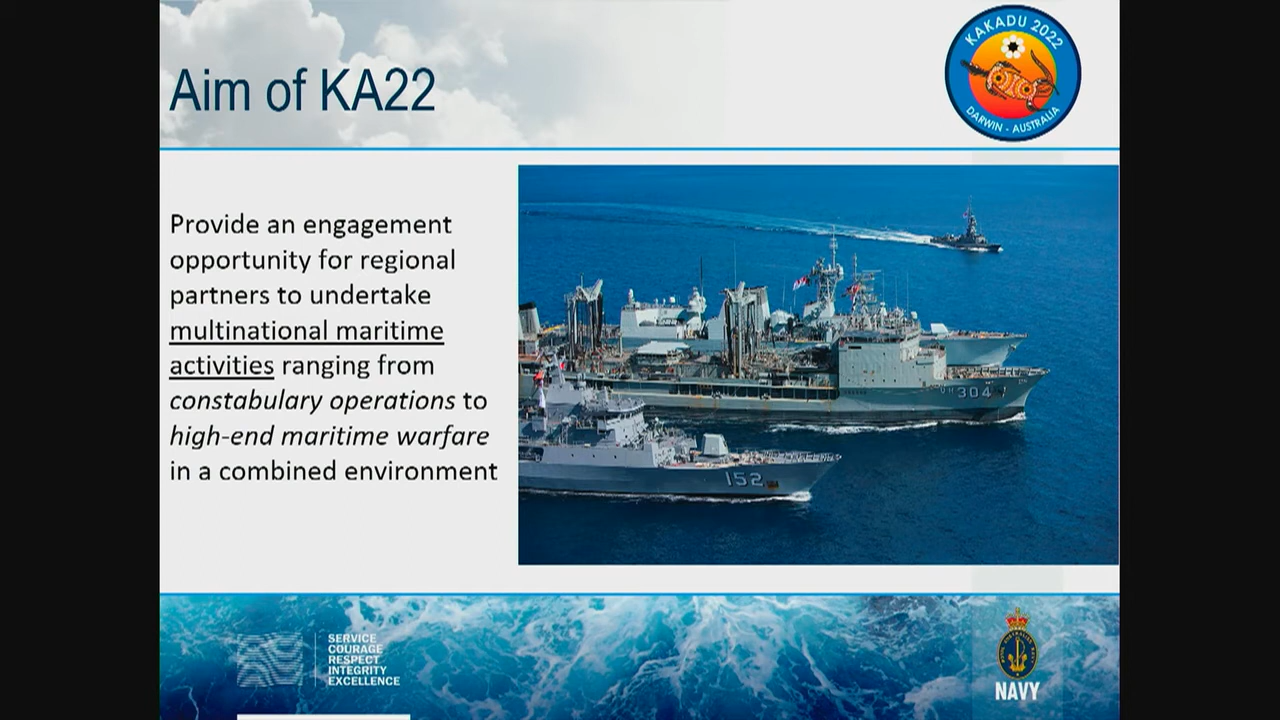 Aim of KA22
KAKADU 2022
DARWIN - AUSTRALIA
Provide an engagement
opportunity for regional
partners to undertake
multinational maritime
activities ranging from
constabulary operations to
high-end maritime warfare
in a combined environment
304
152
SERVICE
COURAGE
RESPECT
INTEGRITY
EXCELLENCE
NAVY